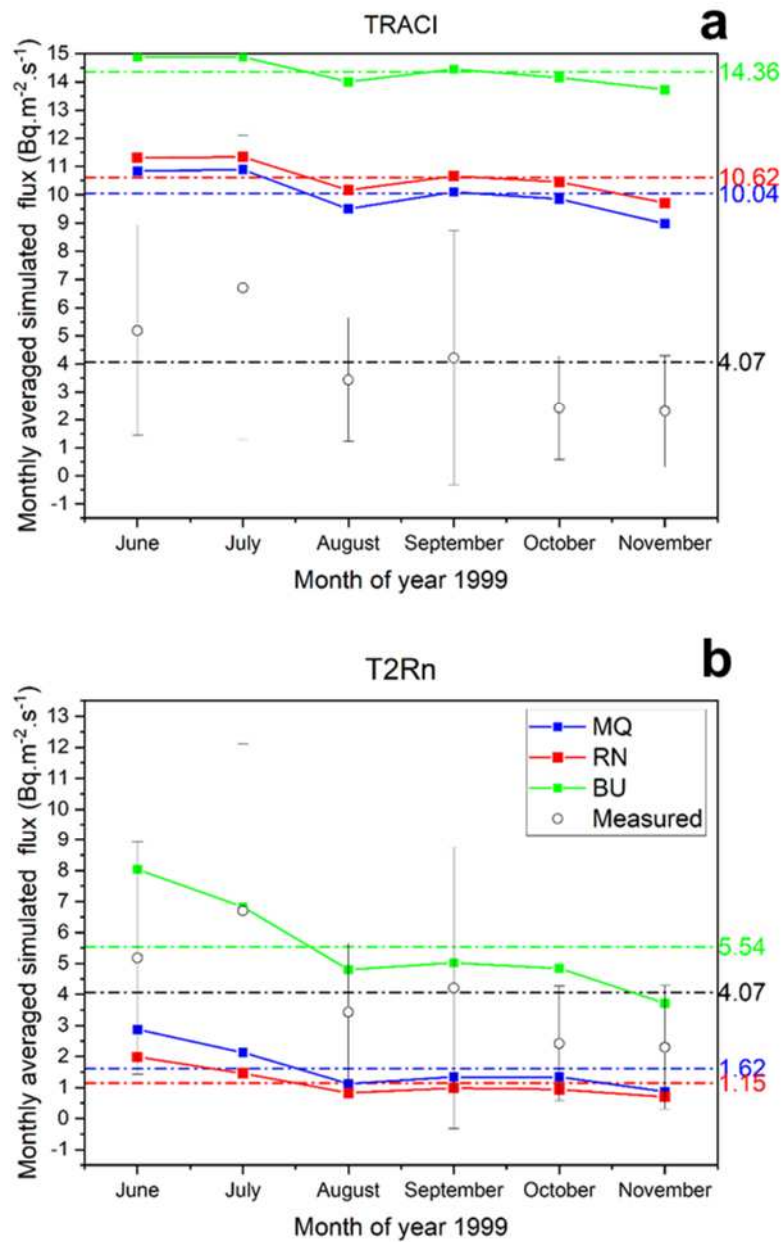 TRACI
a
Monthly averaged simulated flux (Bq.m⁻².s⁻¹)
15
14
13
12
11
10
9
8
7
6
5
4
3
2
1
0
-1
14.36
10.62
10.04
4.07
June July August September October November
Month of year 1999
T2Rn
b
Monthly averaged simulated flux (Bq.m⁻².s⁻¹)
13
12
11
10
9
8
7
6
5
4
3
2
1
0
-1
MQ
RN
BU
Measured
5.54
4.07
1.62
1.15
June July August September October November
Month of year 1999